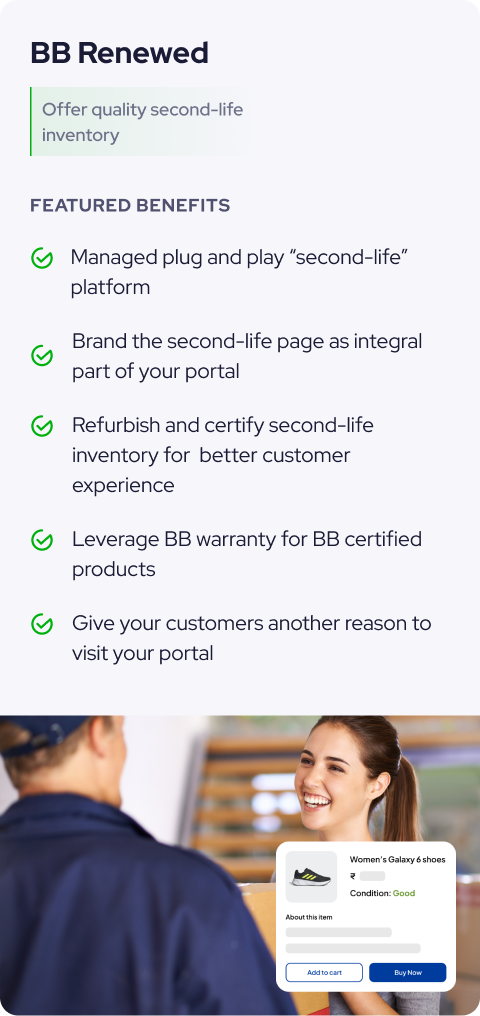 BB Renewed
Offer quality second-life
inventory
FEATURED BENEFITS
Managed plug and play “second-life”
platform
Brand the second-life page as integral
part of your portal
Refurbish and certify second-life
inventory for  better customer
experience
Leverage BB warranty for BB certified
products
Give your customers another reason to
visit your portal
Women's Galaxy 6 shoes
₹
Condition: Good
About this item
Add to cart
Buy Now